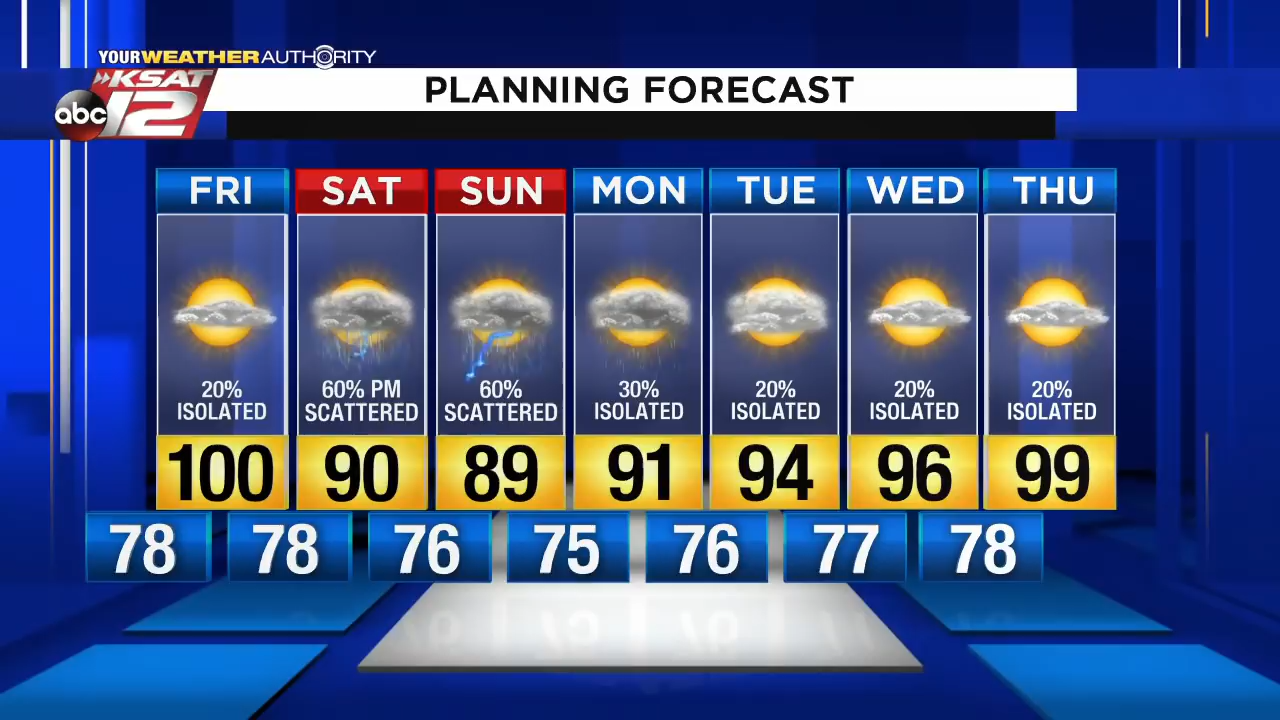 YOUR WEATHER AUTHORITY
KSAT
abc 12
PLANNING FORECAST
FRI SAT SUN MON TUE WED THU
20% 60% PM 60% 30% 20% 20% 20%
ISOLATED SCATTERED SCATTERED ISOLATED ISOLATED ISOLATED ISOLATED
100 90 89 91 94 96 99
78 78 76 75 76 77 78